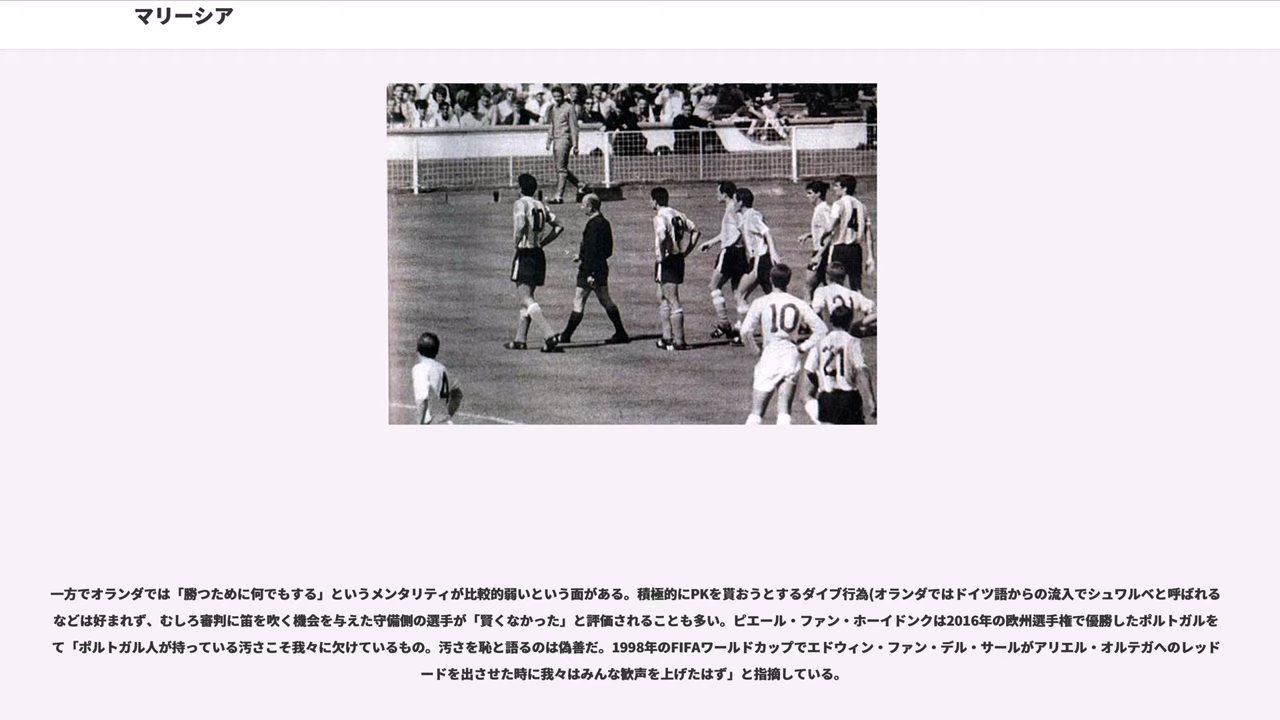 マリーシア
10
4
10
2
21
4
一方でオランダでは「勝つために何でもする」というメンタリティが比較的弱いという面がある。積極的にPKを貰おうとするダイブ行為(オランダではドイツ語からの流入でシュワルベと呼ばれる
などは好まれず、むしろ審判に笛を吹く機会を与えた守備側の選手が「賢くなかった」と評価されることも多い。ピエール・ファン・ホーイドンクは2016年の欧州選手権で優勝したポルトガルを
て「ポルトガル人が持っている汚さこそ我々に欠けているもの。汚さを恥と語るのは偽善だ。1998年のFIFAワールドカップでエドウィン・ファン・デル・サールがアリエル・オルテガへのレッド
ードを出させた時に我々はみんな歓声を上げたはず」と指摘している。